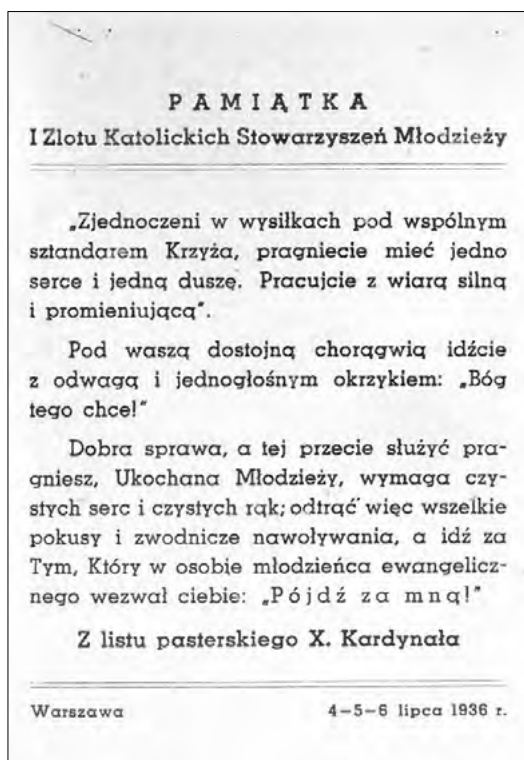 PAMIĄTKA
I Zlotu Katolickich Stowarzyszeń Młodzieży
„Zjednoczeni w wysiłkach pod wspólnym
sztandarem Krzyża, pragniecie mieć jedno
serce i jedną duszę. Pracujcie z wiarą silną
i promieniującą".
Pod waszą dostojną chorągwią idźcie
z odwagą i jednogłośnym okrzykiem: „Bóg
tego chce!"
Dobra sprawa, a tej przecie służyć pra-
gniesz, Ukochana Młodzieży, wymaga czy-
stych serc i czystych rąk; odtrąć więc wszelkie
pokusy i zwodnicze nawoływania, a idź za
Tym, Który w osobie młodzieńca ewangelicz-
nego wezwał ciebie: „Pójdź za mną!"
Z listu pasterskiego X. Kardynała
Warszawa 4–5–6 lipca 1936 r.